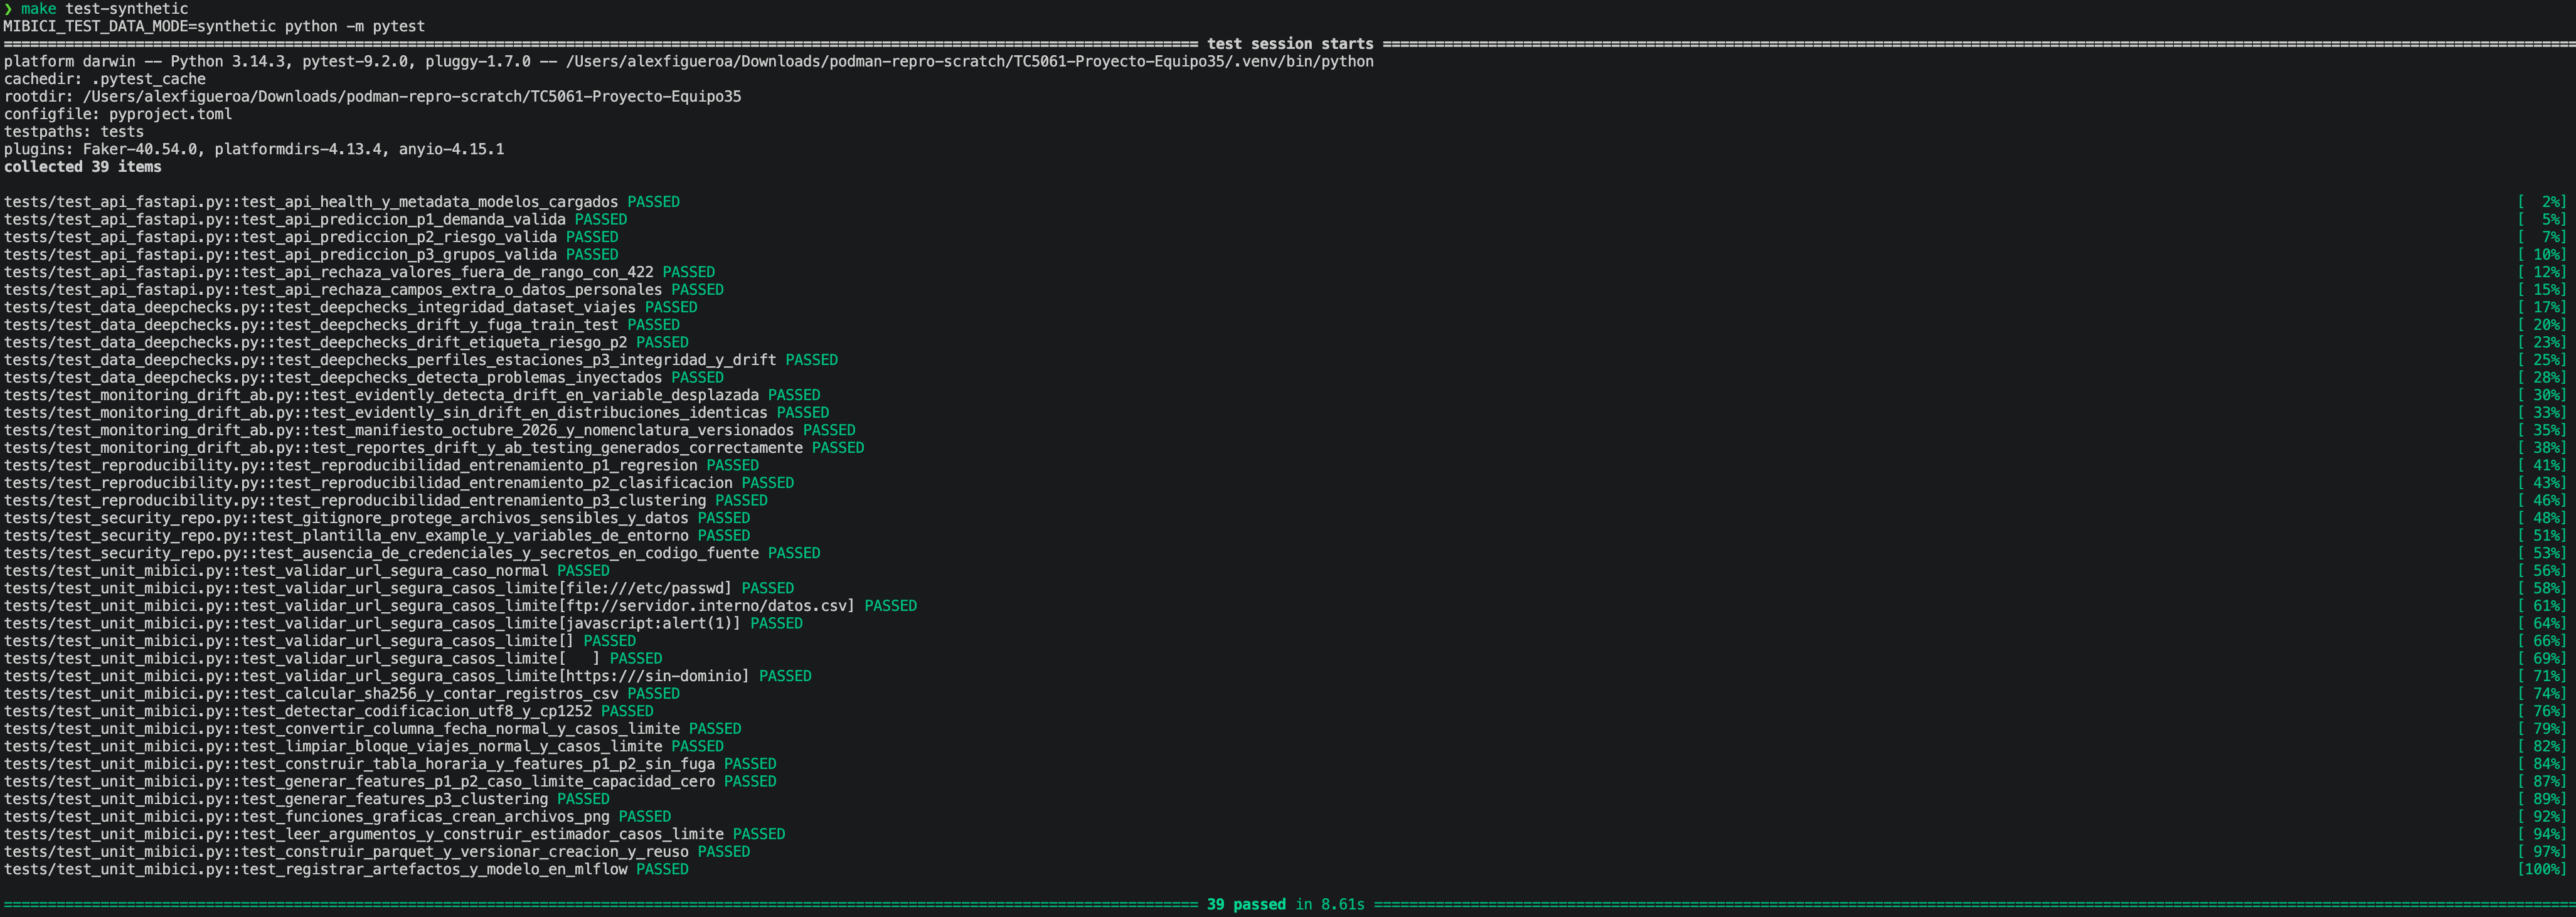 ❯ make test-synthetic
MIBICI_TEST_DATA_MODE=synthetic python -m pytest
test session starts
platform darwin -- Python 3.14.3, pytest-9.2.0, pluggy-1.7.0 -- /Users/alexfigueroa/Downloads/podman-repro-scratch/TC5061-Proyecto-Equipo35/.venv/bin/python
cachedir: .pytest_cache
rootdir: /Users/alexfigueroa/Downloads/podman-repro-scratch/TC5061-Proyecto-Equipo35
configfile: pyproject.toml
testpaths: tests
plugins: Faker-40.54.0, platformdirs-4.13.4, anyio-4.15.1
collected 39 items
tests/test_api_fastapi.py::test_api_health_y_metadata_modelos_cargados PASSED [  2%]
tests/test_api_fastapi.py::test_api_prediccion_p1_demanda_valida PASSED [  5%]
tests/test_api_fastapi.py::test_api_prediccion_p2_riesgo_valida PASSED [  7%]
tests/test_api_fastapi.py::test_api_prediccion_p3_grupos_valida PASSED [ 10%]
tests/test_api_fastapi.py::test_api_rechaza_valores_fuera_de_rango_con_422 PASSED [ 12%]
tests/test_api_fastapi.py::test_api_rechaza_campos_extra_o_datos_personales PASSED [ 15%]
tests/test_data_deepchecks.py::test_deepchecks_integridad_dataset_viajes PASSED [ 17%]
tests/test_data_deepchecks.py::test_deepchecks_drift_y_fuga_train_test PASSED [ 20%]
tests/test_data_deepchecks.py::test_deepchecks_drift_etiqueta_riesgo_p2 PASSED [ 23%]
tests/test_data_deepchecks.py::test_deepchecks_perfiles_estaciones_p3_integridad_y_drift PASSED [ 25%]
tests/test_data_deepchecks.py::test_deepchecks_detecta_problemas_inyectados PASSED [ 28%]
tests/test_monitoring_drift_ab.py::test_evidently_detecta_drift_en_variable_desplazada PASSED [ 30%]
tests/test_monitoring_drift_ab.py::test_evidently_sin_drift_en_distribuciones_identicas PASSED [ 33%]
tests/test_monitoring_drift_ab.py::test_manifiesto_octubre_2026_y_nomenclatura_versionados PASSED [ 35%]
tests/test_monitoring_drift_ab.py::test_reportes_drift_y_ab_testing_generados_correctamente PASSED [ 38%]
tests/test_reproducibility.py::test_reproducibilidad_entrenamiento_p1_regresion PASSED [ 41%]
tests/test_reproducibility.py::test_reproducibilidad_entrenamiento_p2_clasificacion PASSED [ 43%]
tests/test_reproducibility.py::test_reproducibilidad_entrenamiento_p3_clustering PASSED [ 46%]
tests/test_security_repo.py::test_gitignore_protege_archivos_sensibles_y_datos PASSED [ 48%]
tests/test_security_repo.py::test_plantilla_env_example_y_variables_de_entorno PASSED [ 51%]
tests/test_security_repo.py::test_ausencia_de_credenciales_y_secretos_en_codigo_fuente PASSED [ 53%]
tests/test_unit_mibici.py::test_validar_url_segura_caso_normal PASSED [ 56%]
tests/test_unit_mibici.py::test_validar_url_segura_casos_limite[file:///etc/passwd] PASSED [ 58%]
tests/test_unit_mibici.py::test_validar_url_segura_casos_limite[ftp://servidor.interno/datos.csv] PASSED [ 61%]
tests/test_unit_mibici.py::test_validar_url_segura_casos_limite[javascript:alert(1)] PASSED [ 64%]
tests/test_unit_mibici.py::test_validar_url_segura_casos_limite[] PASSED [ 66%]
tests/test_unit_mibici.py::test_validar_url_segura_casos_limite[   ] PASSED [ 69%]
tests/test_unit_mibici.py::test_validar_url_segura_casos_limite[https:///sin-dominio] PASSED [ 71%]
tests/test_unit_mibici.py::test_calcular_sha256_y_contar_registros_csv PASSED [ 74%]
tests/test_unit_mibici.py::test_detectar_codificacion_utf8_y_cp1252 PASSED [ 76%]
tests/test_unit_mibici.py::test_convertir_columna_fecha_normal_y_casos_limite PASSED [ 79%]
tests/test_unit_mibici.py::test_limpiar_bloque_viajes_normal_y_casos_limite PASSED [ 82%]
tests/test_unit_mibici.py::test_construir_tabla_horaria_y_features_p1_p2_sin_fuga PASSED [ 84%]
tests/test_unit_mibici.py::test_generar_features_p1_p2_caso_limite_capacidad_cero PASSED [ 87%]
tests/test_unit_mibici.py::test_generar_features_p3_clustering PASSED [ 89%]
tests/test_unit_mibici.py::test_funciones_graficas_crean_archivos_png PASSED [ 92%]
tests/test_unit_mibici.py::test_leer_argumentos_y_construir_estimador_casos_limite PASSED [ 94%]
tests/test_unit_mibici.py::test_construir_parquet_y_versionar_creacion_y_reuso PASSED [ 97%]
tests/test_unit_mibici.py::test_registrar_artefactos_y_modelo_en_mlflow PASSED [100%]
39 passed in 8.61s